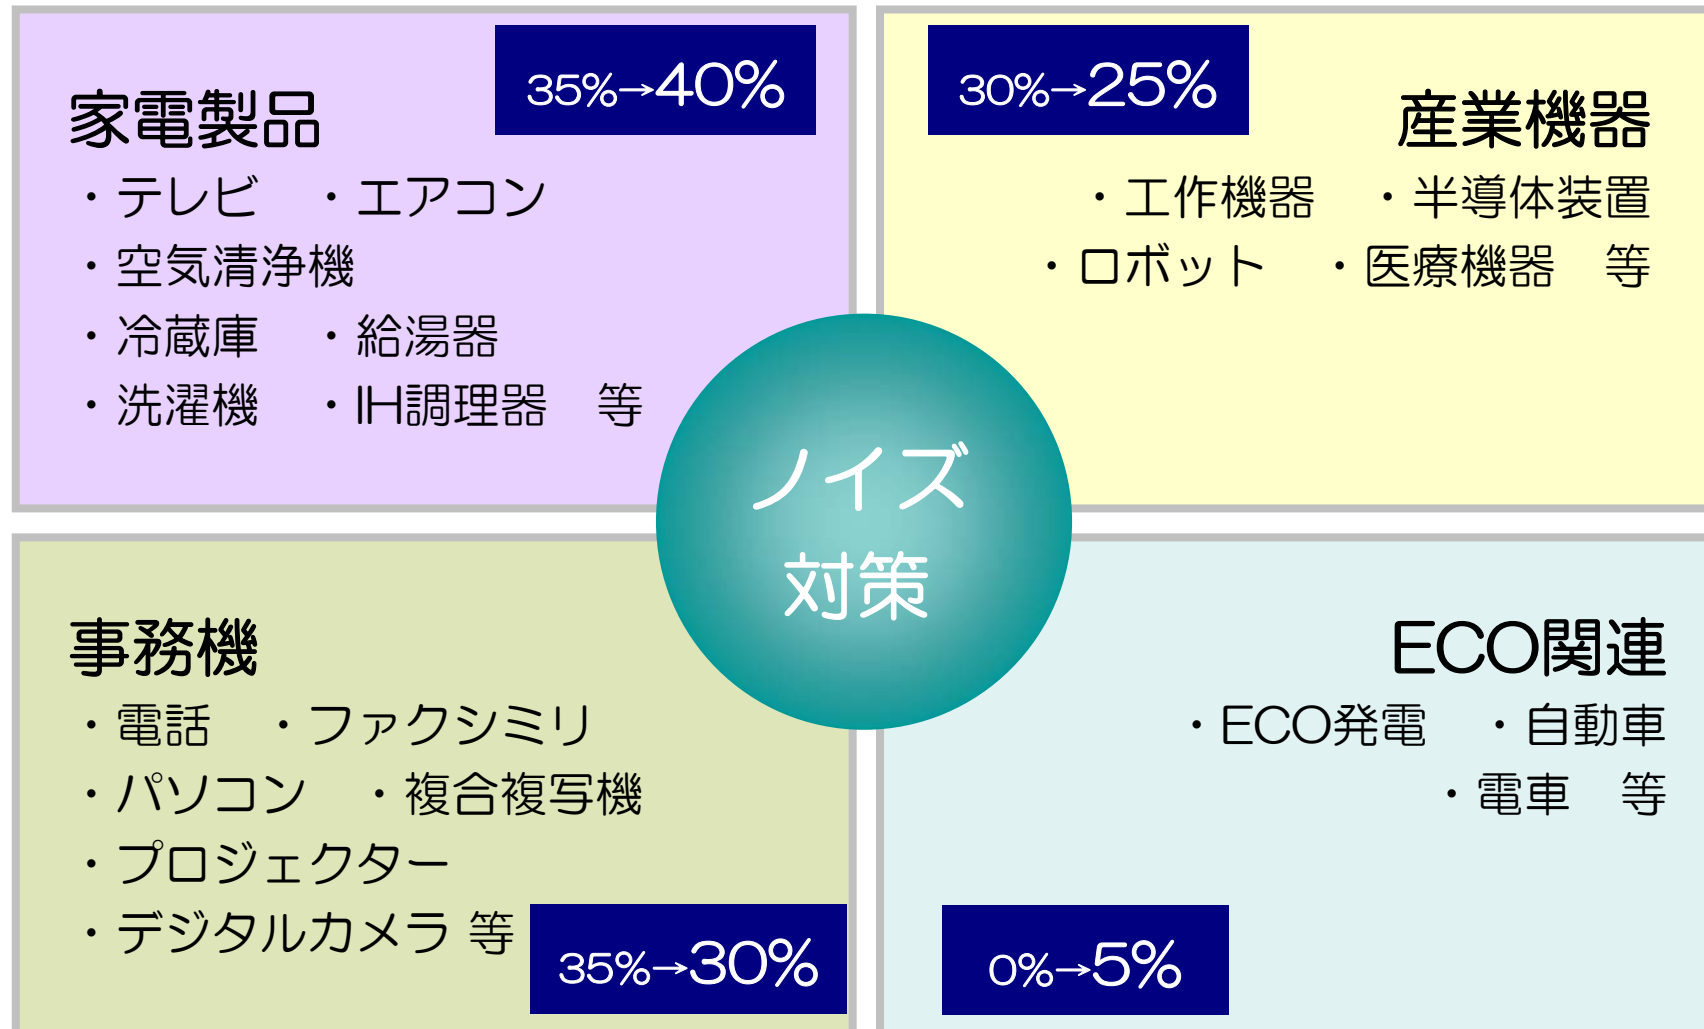 家電製品
35%→40%
・テレビ　・エアコン
・空気清浄機
・冷蔵庫　・給湯器
・洗濯機　・IH調理器　等
30%→25%
産業機器
・工作機器　・半導体装置
・ロボット　・医療機器　等
ノイズ
対策
事務機
・電話　・ファクシミリ
・パソコン　・複合複写機
・プロジェクター
・デジタルカメラ 等
35%→30%
ECO関連
・ECO発電　・自動車
・電車　等
0%→5%